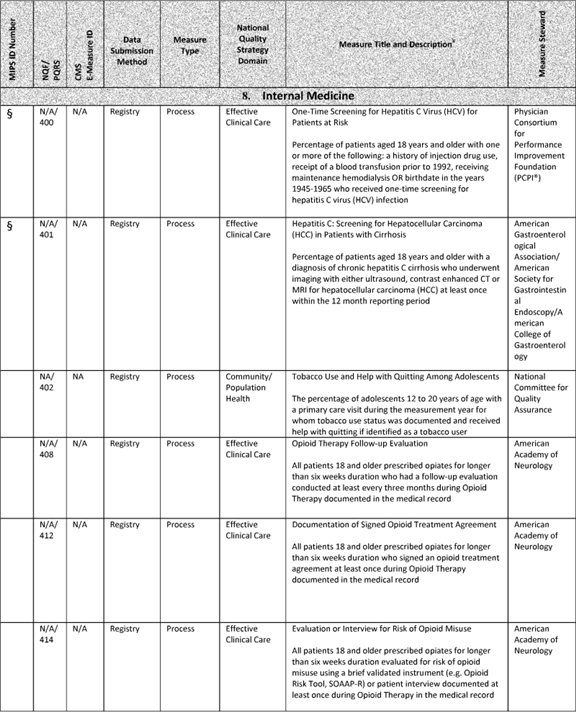 MIPS ID Number
NQF/
PQRS
CMS
E-Measure ID
Data
Submission
Method
Measure
Type
National
Quality
Strategy
Domain
Measure Title and Description¥
Measure Steward
8. Internal Medicine
§
N/A/
400
N/A
Registry
Process
Effective
Clinical Care
One-Time Screening for Hepatitis C Virus (HCV) for
Patients at Risk
Percentage of patients aged 18 years and older with one
or more of the following: a history of injection drug use,
receipt of a blood transfusion prior to 1992, receiving
maintenance hemodialysis OR birthdate in the years
1945-1965 who received one-time screening for
hepatitis C virus (HCV) infection
Physician
Consortium
for
Performance
Improvement
Foundation
(PCPI®)
§
N/A/
401
N/A
Registry
Process
Effective
Clinical Care
Hepatitis C: Screening for Hepatocellular Carcinoma
(HCC) in Patients with Cirrhosis
Percentage of patients aged 18 years and older with a
diagnosis of chronic hepatitis C cirrhosis who underwent
imaging with either ultrasound, contrast enhanced CT or
MRI for hepatocellular carcinoma (HCC) at least once
within the 12 month reporting period
American
Gastroenterol
ogical
Association/
American
Society for
Gastrointestin
al
Endoscopy/A
merican
College of
Gastroenterol
ogy
NA/
402
NA
Registry
Process
Community/
Population
Health
Tobacco Use and Help with Quitting Among Adolescents
The percentage of adolescents 12 to 20 years of age with
a primary care visit during the measurement year for
whom tobacco use status was documented and received
help with quitting if identified as a tobacco user
National
Committee for
Quality
Assurance
N/A/
408
N/A
Registry
Process
Effective
Clinical Care
Opioid Therapy Follow-up Evaluation
All patients 18 and older prescribed opiates for longer
than six weeks duration who had a follow-up evaluation
conducted at least every three months during Opioid
Therapy documented in the medical record
American
Academy of
Neurology
N/A/
412
N/A
Registry
Process
Effective
Clinical Care
Documentation of Signed Opioid Treatment Agreement
All patients 18 and older prescribed opiates for longer
than six weeks duration who signed an opioid treatment
agreement at least once during Opioid Therapy
documented in the medical record
American
Academy of
Neurology
N/A/
414
N/A
Registry
Process
Effective
Clinical Care
Evaluation or Interview for Risk of Opioid Misuse
All patients 18 and older prescribed opiates for longer
than six weeks duration evaluated for risk of opioid
misuse using a brief validated instrument (e.g. Opioid
Risk Tool, SOAAP-R) or patient interview documented at
least once during Opioid Therapy in the medical record
American
Academy of
Neurology